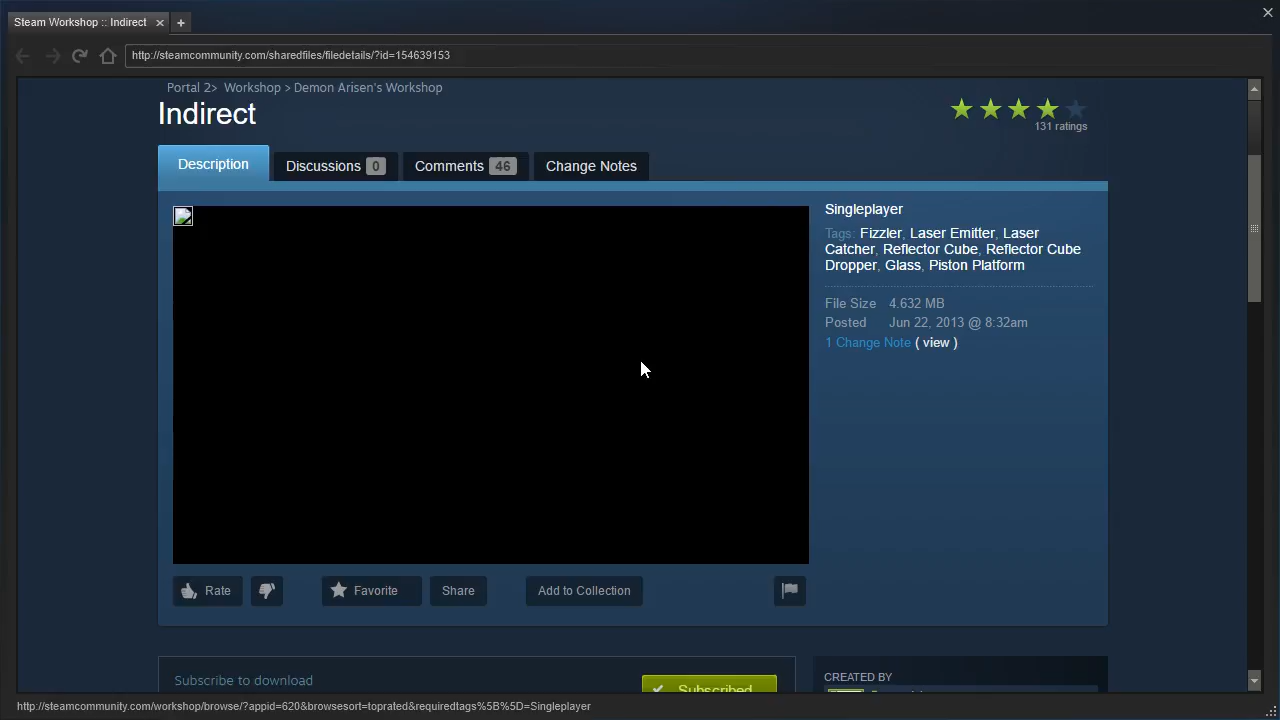 Steam Workshop :: Indirect
http://steamcommunity.com/sharedfiles/filedetails/?id=154639153
Portal 2> Workshop > Demon Arisen's Workshop
Indirect
131 ratings
Description Discussions 0 Comments 46 Change Notes
Singleplayer
Tags: Fizzler, Laser Emitter, Laser
Catcher, Reflector Cube, Reflector Cube
Dropper, Glass, Piston Platform
File Size 4.632 MB
Posted Jun 22, 2013 @ 8:32am
1 Change Note ( view )
Rate Favorite Share Add to Collection
Subscribe to download
Subscribed
CREATED BY
http://steamcommunity.com/workshop/browse/?appid=620&browsesort=toprated&requiredtags%5B%5D=Singleplayer